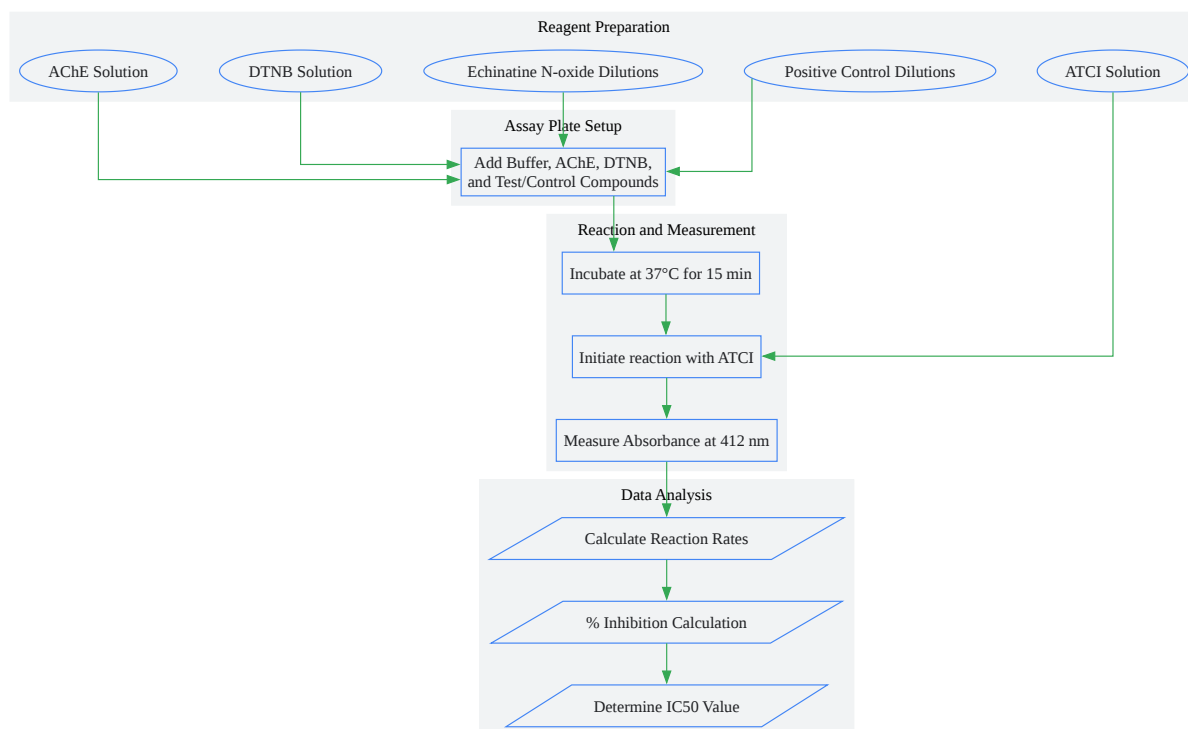 Reagent Preparation
AChE Solution
DTNB Solution
Echinatine N-oxide Dilutions
Positive Control Dilutions
ATCI Solution
Assay Plate Setup
Add Buffer, AChE, DTNB,
and Test/Control Compounds
Reaction and Measurement
Incubate at 37°C for 15 min
Initiate reaction with ATCI
Measure Absorbance at 412 nm
Data Analysis
Calculate Reaction Rates
% Inhibition Calculation
Determine IC50 Value